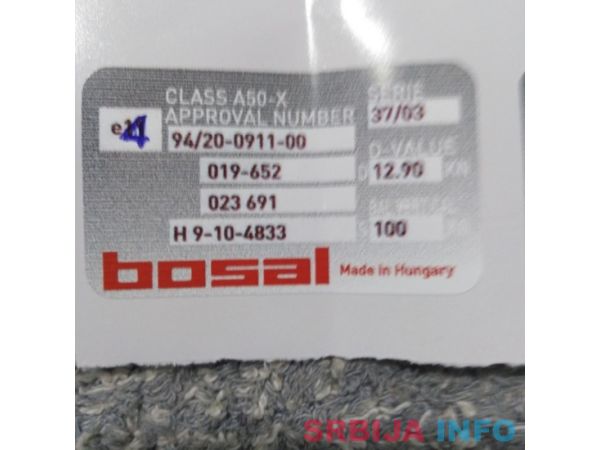 CLASS A50-X SERIE
APPROVAL NUMBER 37/03
e 4
94/20-0911-00 D-VALUE
019-652 D 12.90 KN
023 691
H 9-10-4833 S 100
bosal Made in Hungary
SRBIJA INFO